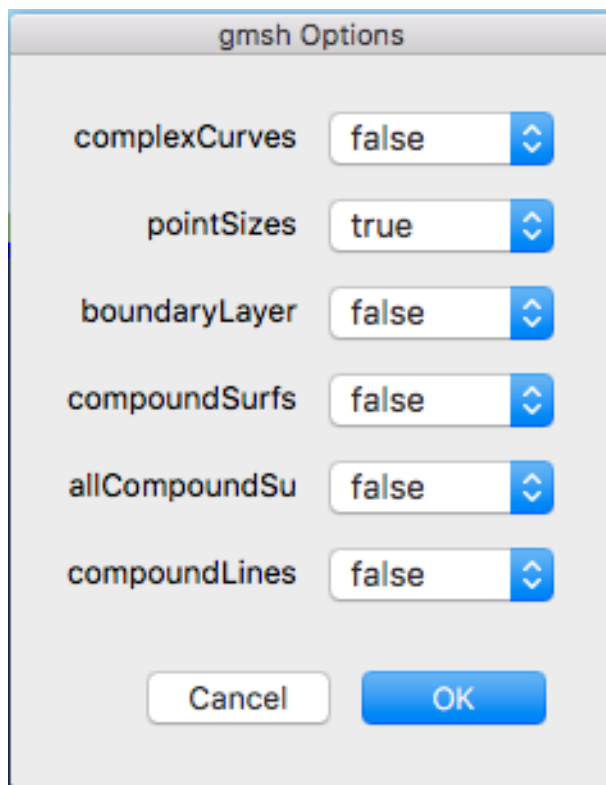 gmsh Options
complexCurves false
pointSizes true
boundaryLayer false
compoundSurfs false
allCompoundSu false
compoundLines false
Cancel OK